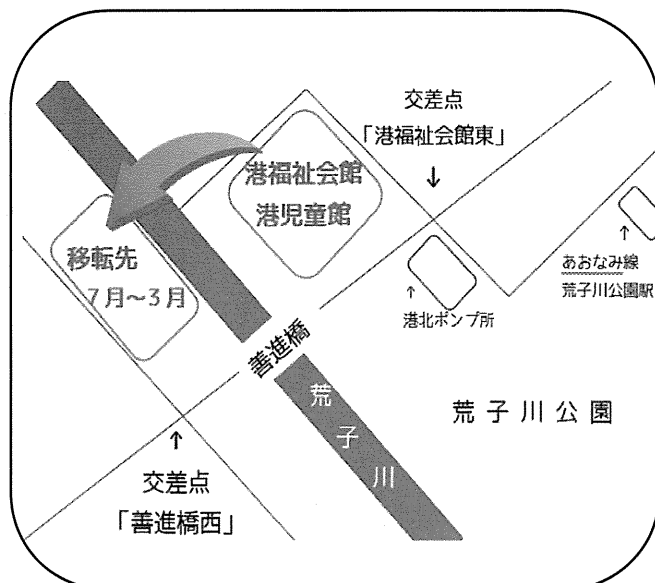 交差点
「港福祉会館東」
↓
港福祉会館
港児童館
移転先
7月～3月
↑
あおなみ線
荒子川公園駅
↑
港北ポンプ所
善進橋
荒子川
荒子川公園
↑
交差点
「善進橋西」